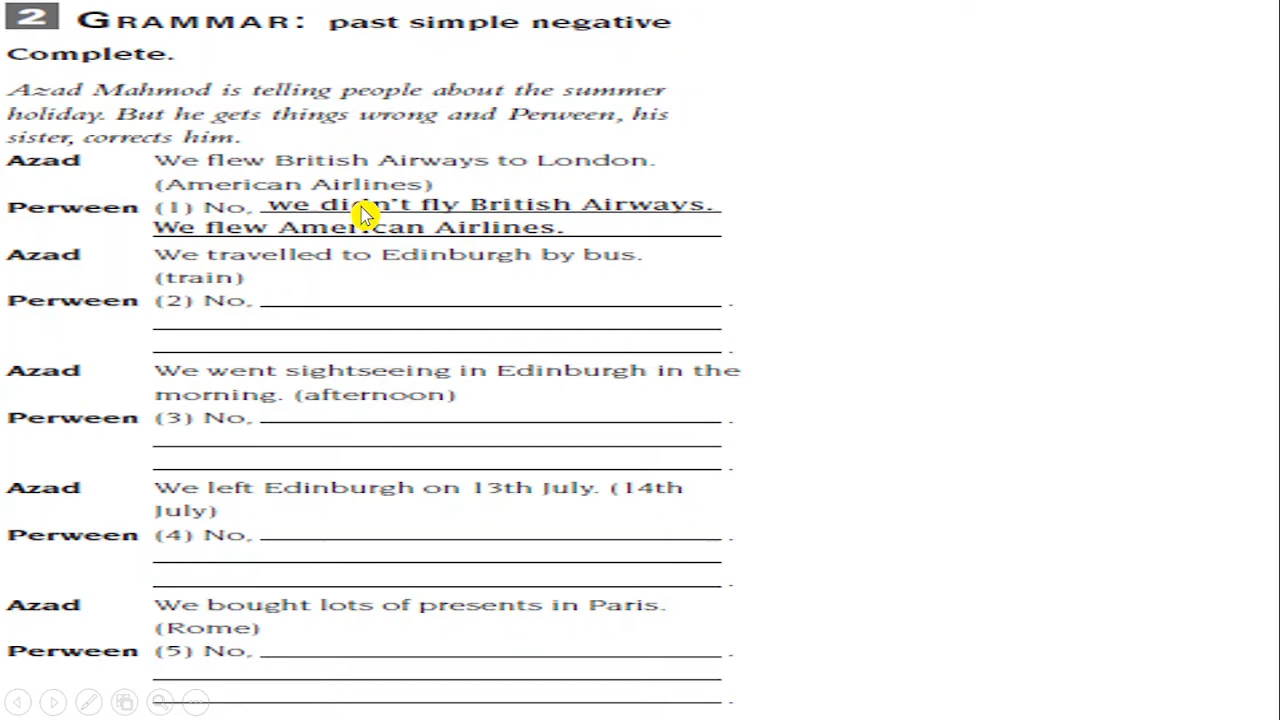 2 GRAMMAR: past simple negative
Complete.
Azad Mahmod is telling people about the summer
holiday. But he gets things wrong and Perween, his
sister, corrects him.
Azad We flew British Airways to London.
(American Airlines)
Perween (1) No, we didn't fly British Airways.
We flew American Airlines.
Azad We travelled to Edinburgh by bus.
(train)
Perween (2) No, .
.
Azad We went sightseeing in Edinburgh in the
morning. (afternoon)
Perween (3) No, .
.
Azad We left Edinburgh on 13th July. (14th
July)
Perween (4) No, .
.
Azad We bought lots of presents in Paris.
(Rome)
Perween (5) No, .
.